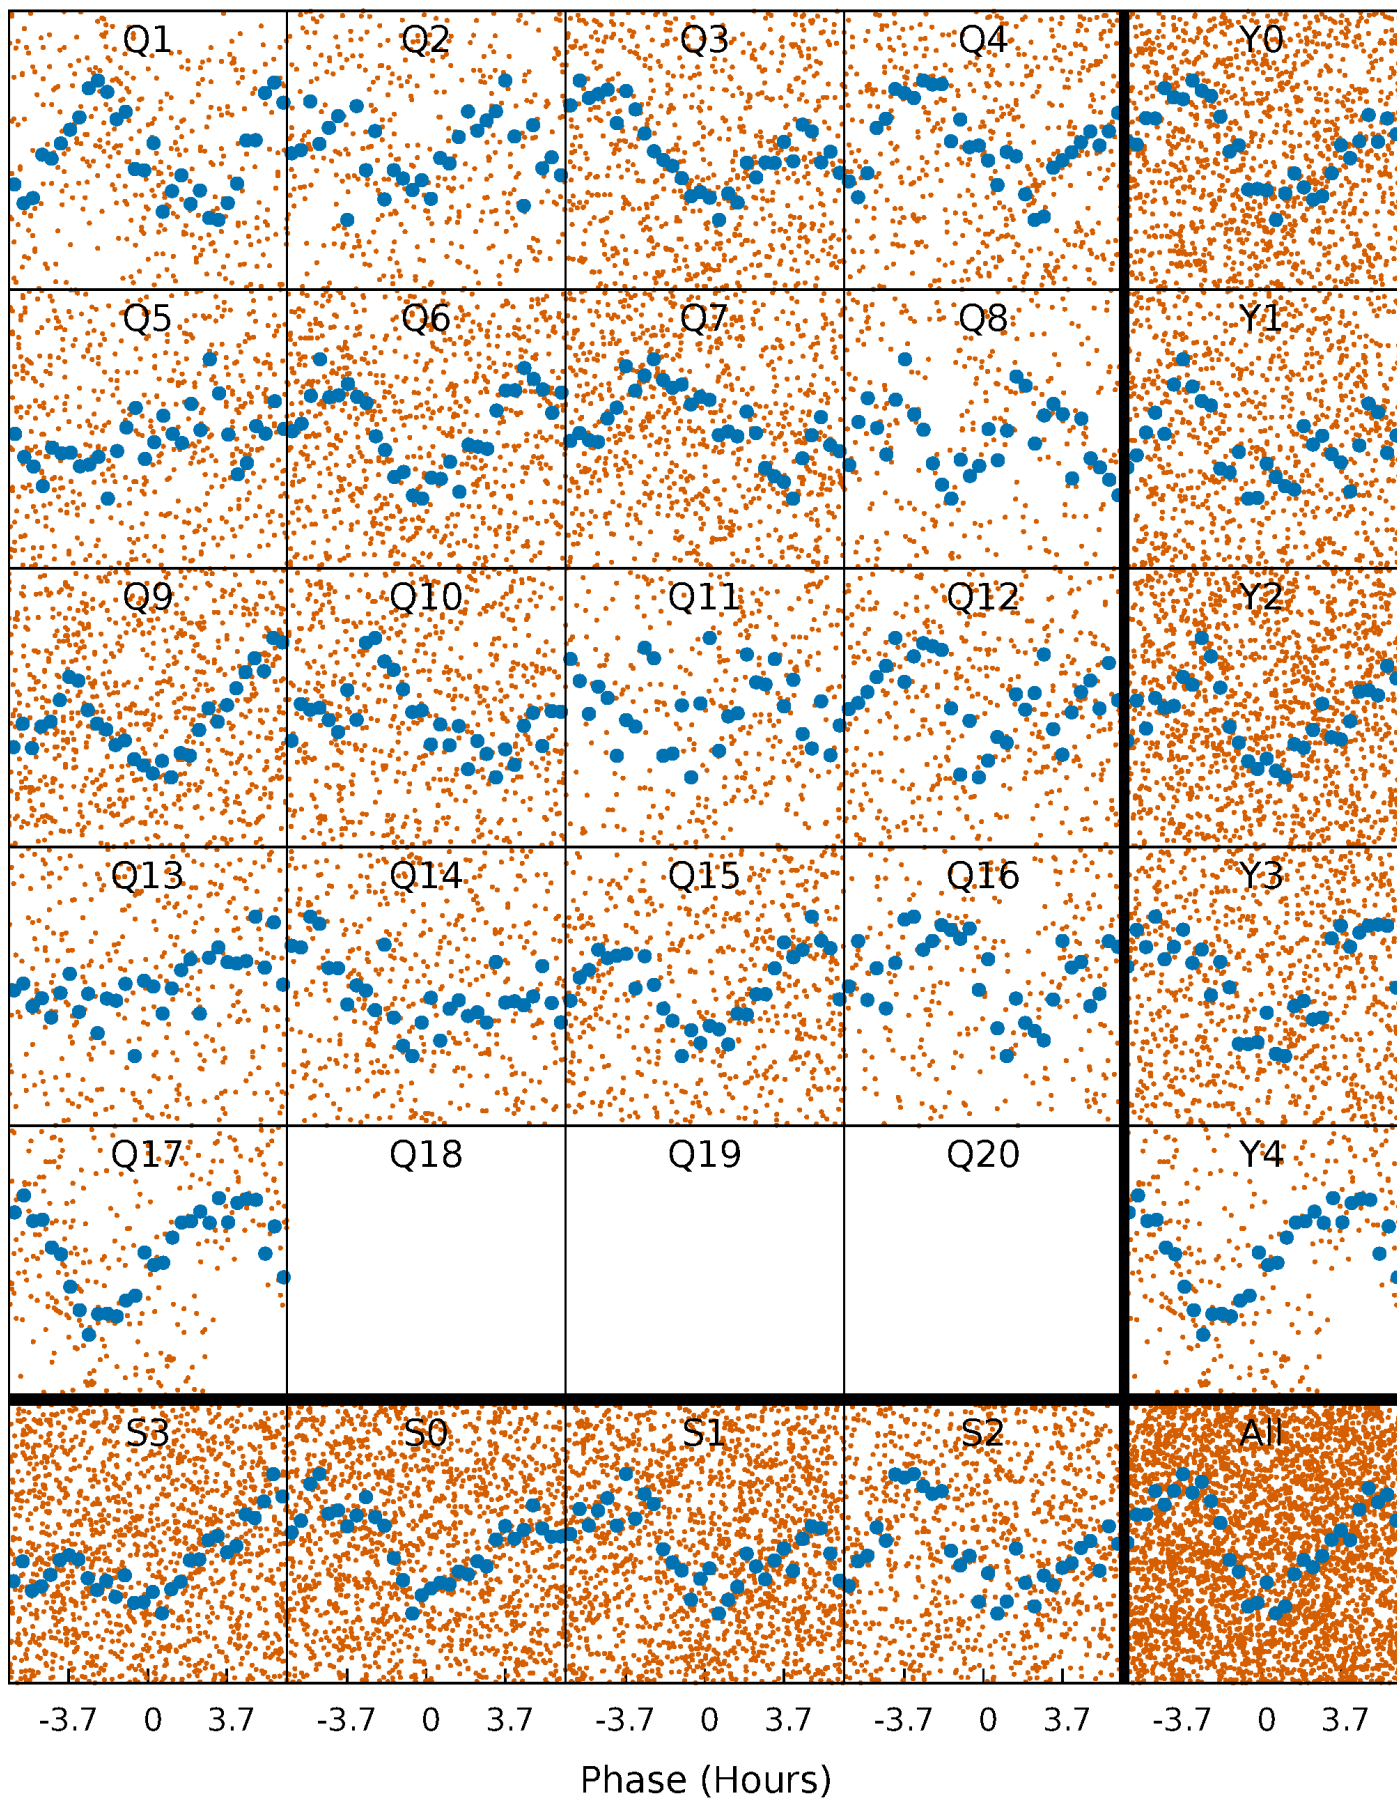 Q1 Q2 Q3 Q4 Y0
Q5 Q6 Q7 Q8 Y1
Q9 Q10 Q11 Q12 Y2
Q13 Q14 Q15 Q16 Y3
Q17 Q18 Q19 Q20 Y4
S3 S0 S1 S2 All
-3.7 0 3.7 -3.7 0 3.7 -3.7 0 3.7 -3.7 0 3.7 -3.7 0 3.7
Phase (Hours)